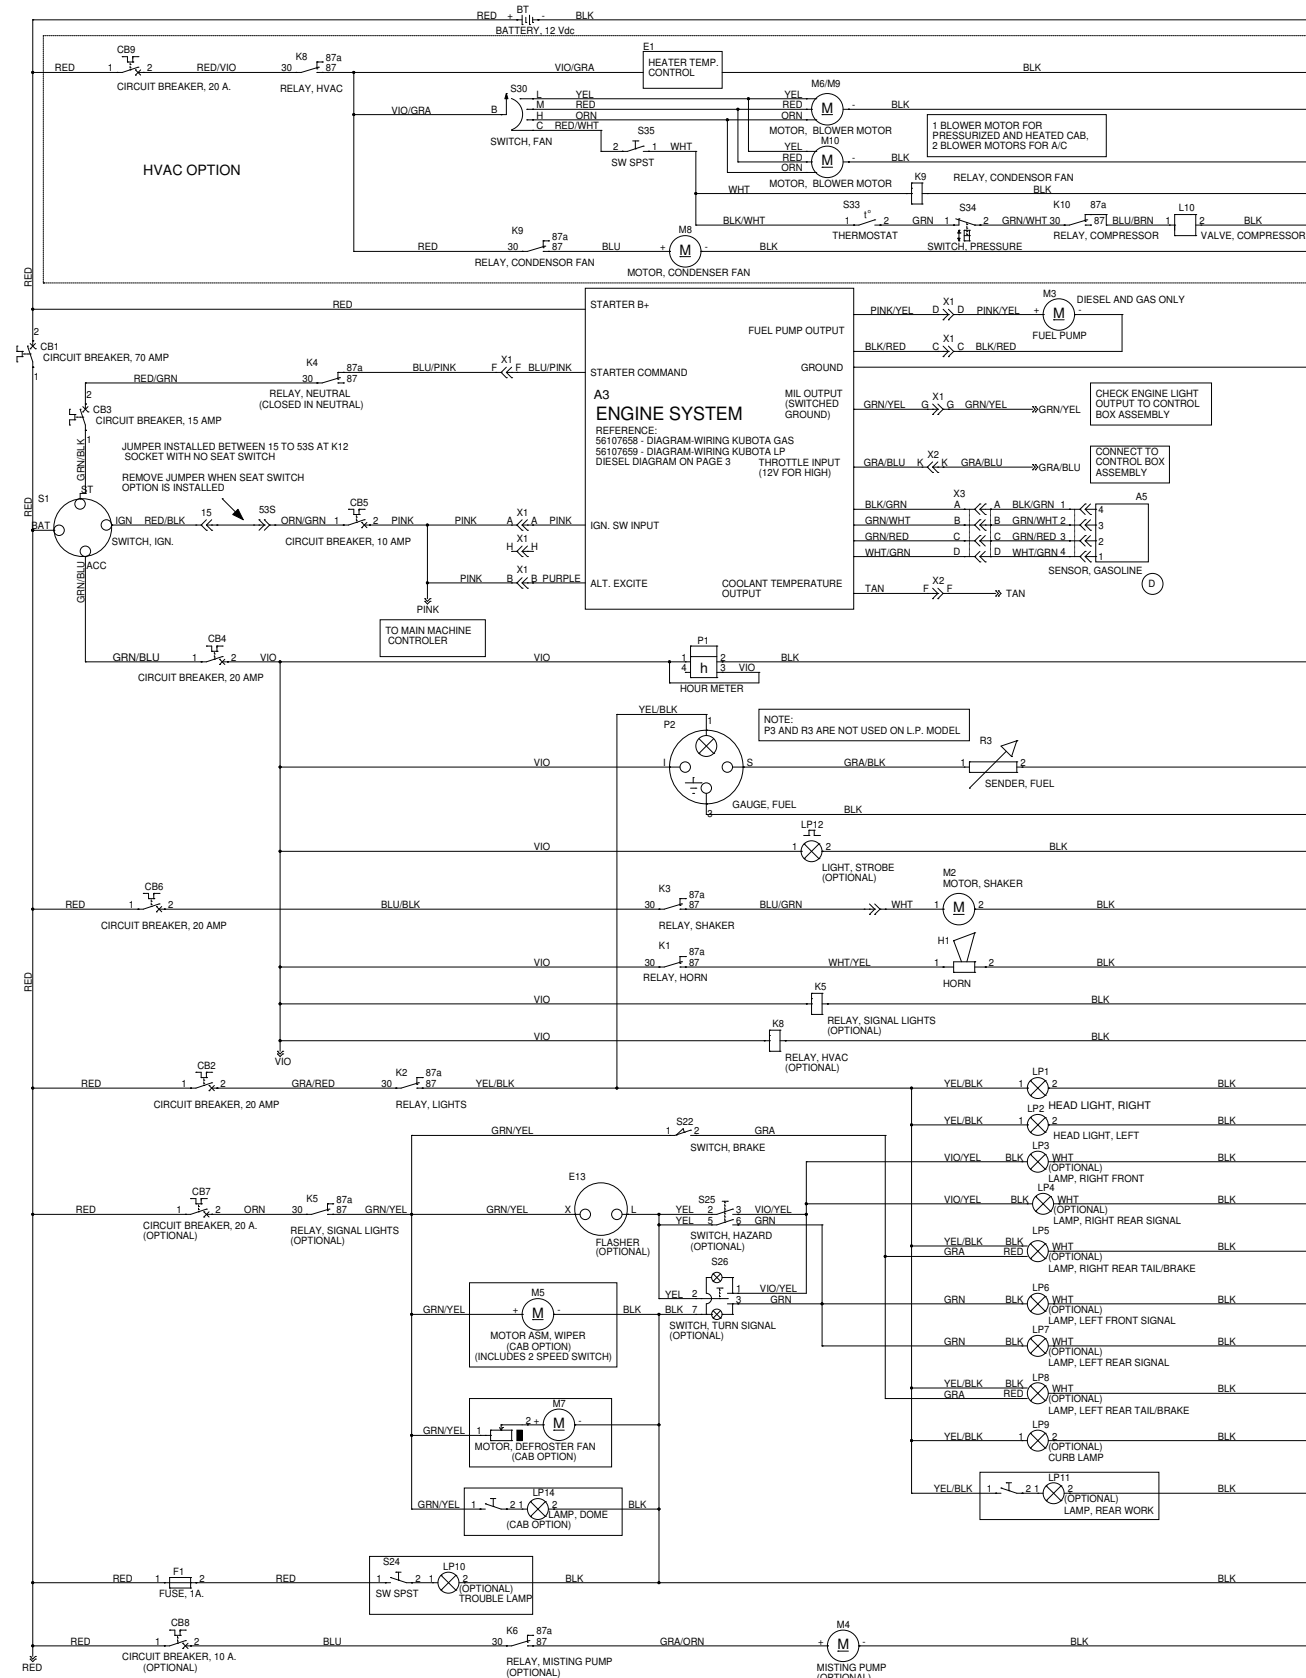 RED + BT - BLK
BATTERY, 12 Vdc
CB9
RED 1 2 RED/VIO
CIRCUIT BREAKER, 20 A.
K8 87a
30 87
RELAY, HVAC
VIO/GRA
E1
HEATER TEMP.
CONTROL
BLK
VIO/GRA B
S30
L YEL YEL
M RED RED
H ORN ORN
C RED/WHT
SWITCH, FAN
M6/M9
M - BLK
MOTOR, BLOWER MOTOR
M10
YEL
RED
ORN
M - BLK
MOTOR, BLOWER MOTOR
1 BLOWER MOTOR FOR
PRESSURIZED AND HEATED CAB,
2 BLOWER MOTORS FOR A/C
S35
2 1 WHT
SW SPST
HVAC OPTION
WHT
K9
RELAY, CONDENSOR FAN
BLK
BLK/WHT
S33
1 t° 2
THERMOSTAT
GRN
S34
1 2
SWITCH, PRESSURE
GRN/WHT
K10 87a
30 87
RELAY, COMPRESSOR
BLU/BRN
L10
1 2
VALVE, COMPRESSOR
BLK
RED
K9 87a
30 87
RELAY, CONDENSOR FAN
BLU
M8
+ M -
MOTOR, CONDENSER FAN
BLK
RED
RED
STARTER B+
2
CB1
CIRCUIT BREAKER, 70 AMP
1
FUEL PUMP OUTPUT
PINK/YEL D X1 D PINK/YEL
M3
+ M -
DIESEL AND GAS ONLY
FUEL PUMP
BLK/RED C X1 C BLK/RED
GROUND
RED/GRN
K4 87a
30 87
RELAY, NEUTRAL
(CLOSED IN NEUTRAL)
BLU/PINK F X1 F BLU/PINK
STARTER COMMAND
A3
ENGINE SYSTEM
REFERENCE:
56107658 - DIAGRAM-WIRING KUBOTA GAS
56107659 - DIAGRAM-WIRING KUBOTA LP
DIESEL DIAGRAM ON PAGE 3
MIL OUTPUT
(SWITCHED
GROUND)
GRN/YEL G X1 G GRN/YEL GRN/YEL
CHECK ENGINE LIGHT
OUTPUT TO CONTROL
BOX ASSEMBLY
THROTTLE INPUT
(12V FOR HIGH)
GRA/BLU K X2 K GRA/BLU GRA/BLU
CONNECT TO
CONTROL BOX
ASSEMBLY
2
CB3
CIRCUIT BREAKER, 15 AMP
1
GRN/BLK
JUMPER INSTALLED BETWEEN 15 TO 53S AT K12
SOCKET WITH NO SEAT SWITCH
REMOVE JUMPER WHEN SEAT SWITCH
OPTION IS INSTALLED
X3 A5
BLK/GRN A A BLK/GRN 1 4
GRN/WHT B B GRN/WHT 2 3
GRN/RED C C GRN/RED 3 2
WHT/GRN D D WHT/GRN 4 1
SENSOR, GASOLINE
D
RED
S1
ST
BAT
IGN
ACC
SWITCH, IGN.
RED/BLK 15 53S ORN/GRN
CB5
1 2
CIRCUIT BREAKER, 10 AMP
PINK PINK A X1 A PINK
IGN. SW INPUT
H X1 H
PINK B X1 B PURPLE
ALT. EXCITE
PINK
COOLANT TEMPERATURE
OUTPUT
TAN F X2 F TAN
TO MAIN MACHINE
CONTROLER
GRN/BLU
GRN/BLU
CB4
1 2
CIRCUIT BREAKER, 20 AMP
VIO
VIO
P1
1 2
4 h 3 VIO
HOUR METER
BLK
YEL/BLK
P2
1
I S
3
GAUGE, FUEL
NOTE:
P3 AND R3 ARE NOT USED ON L.P. MODEL
VIO
GRA/BLK
R3
1 2
SENDER, FUEL
BLK
VIO
LP12
1 2
LIGHT, STROBE
(OPTIONAL)
BLK
RED
CB6
1 2
CIRCUIT BREAKER, 20 AMP
BLU/BLK
K3 87a
30 87
RELAY, SHAKER
BLU/GRN
WHT
M2
MOTOR, SHAKER
1 M 2
BLK
RED
VIO
K1 87a
30 87
RELAY, HORN
WHT/YEL
H1
1 2
HORN
BLK
VIO
K5
RELAY, SIGNAL LIGHTS
(OPTIONAL)
BLK
VIO
K8
RELAY, HVAC
(OPTIONAL)
BLK
VIO
RED
CB2
1 2
CIRCUIT BREAKER, 20 AMP
GRA/RED
K2 87a
30 87
RELAY, LIGHTS
YEL/BLK
YEL/BLK 1 LP1 2 BLK
HEAD LIGHT, RIGHT
YEL/BLK 1 LP2 2 BLK
HEAD LIGHT, LEFT
GRN/YEL
S22
1 2
SWITCH, BRAKE
GRA
VIO/YEL BLK LP3 WHT BLK
(OPTIONAL)
LAMP, RIGHT FRONT
RED
CB7
1 2
CIRCUIT BREAKER, 20 A.
(OPTIONAL)
ORN
K5 87a
30 87
RELAY, SIGNAL LIGHTS
(OPTIONAL)
GRN/YEL
GRN/YEL
E13
X L
FLASHER
(OPTIONAL)
S25
YEL 2 3 VIO/YEL
YEL 5 6 GRN
SWITCH, HAZARD
(OPTIONAL)
VIO/YEL BLK LP4 WHT BLK
(OPTIONAL)
LAMP, RIGHT REAR SIGNAL
YEL/BLK BLK LP5 WHT BLK
GRA RED (OPTIONAL)
LAMP, RIGHT REAR TAIL/BRAKE
S26
YEL 2 1 VIO/YEL
3 GRN
BLK 7
SWITCH, TURN SIGNAL
(OPTIONAL)
GRN/YEL
M5
+ M -
MOTOR ASM, WIPER
(CAB OPTION)
(INCLUDES 2 SPEED SWITCH)
BLK
GRN BLK LP6 WHT BLK
(OPTIONAL)
LAMP, LEFT FRONT SIGNAL
GRN BLK LP7 WHT BLK
(OPTIONAL)
LAMP, LEFT REAR SIGNAL
YEL/BLK BLK LP8 WHT BLK
GRA RED (OPTIONAL)
LAMP, LEFT REAR TAIL/BRAKE
GRN/YEL 1
M7
2 + M -
MOTOR, DEFROSTER FAN
(CAB OPTION)
YEL/BLK 1 LP9 2 BLK
(OPTIONAL)
CURB LAMP
GRN/YEL 1 2 1 LP14 2 BLK
LAMP, DOME
(CAB OPTION)
YEL/BLK 1 2 1 LP11 2 BLK
(OPTIONAL)
LAMP, REAR WORK
RED
F1
1 2
FUSE, 1A.
RED
S24
1 2
SW SPST
1 LP10 2
(OPTIONAL)
TROUBLE LAMP
BLK
BLK
RED
CB8
1 2
CIRCUIT BREAKER, 10 A.
(OPTIONAL)
BLU
K6 87a
30 87
RELAY, MISTING PUMP
(OPTIONAL)
GRA/ORN
M4
+ M -
MISTING PUMP
(OPTIONAL)
BLK
RED